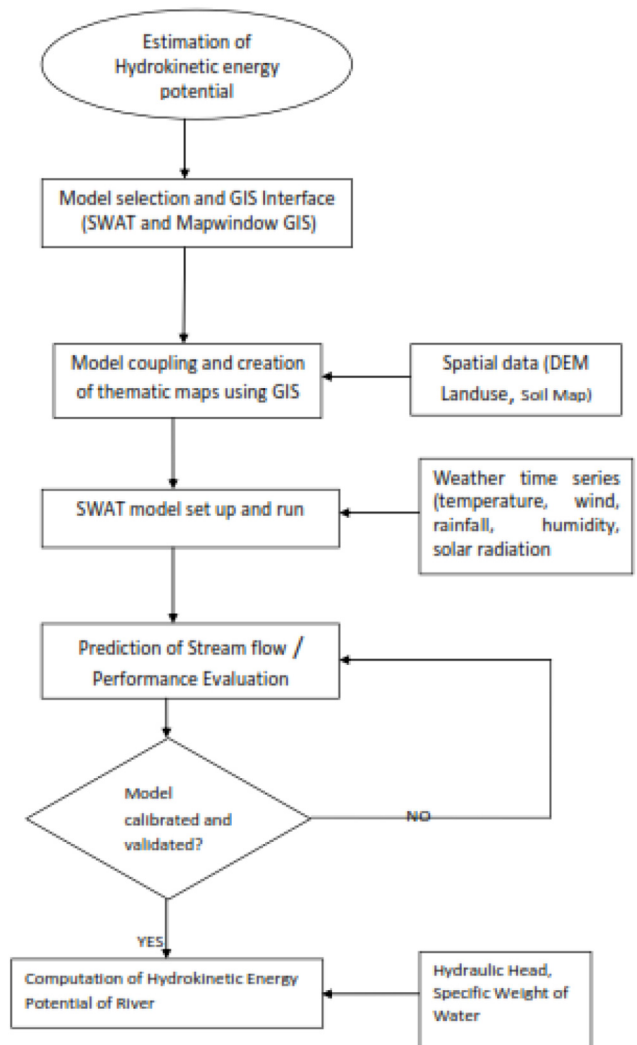 Estimation of
Hydrokinetic energy
potential
Model selection and GIS Interface
(SWAT and Mapwindow GIS)
Model coupling and creation
of thematic maps using GIS
Spatial data (DEM
Landuse, Soil Map)
Weather time series
(temperature, wind,
rainfall, humidity,
solar radiation
SWAT model set up and run
Prediction of Stream flow /
Performance Evaluation
Model
calibrated and
validated?
NO
YES
Computation of Hydrokinetic Energy
Potential of River
Hydraulic Head,
Specific Weight of
Water